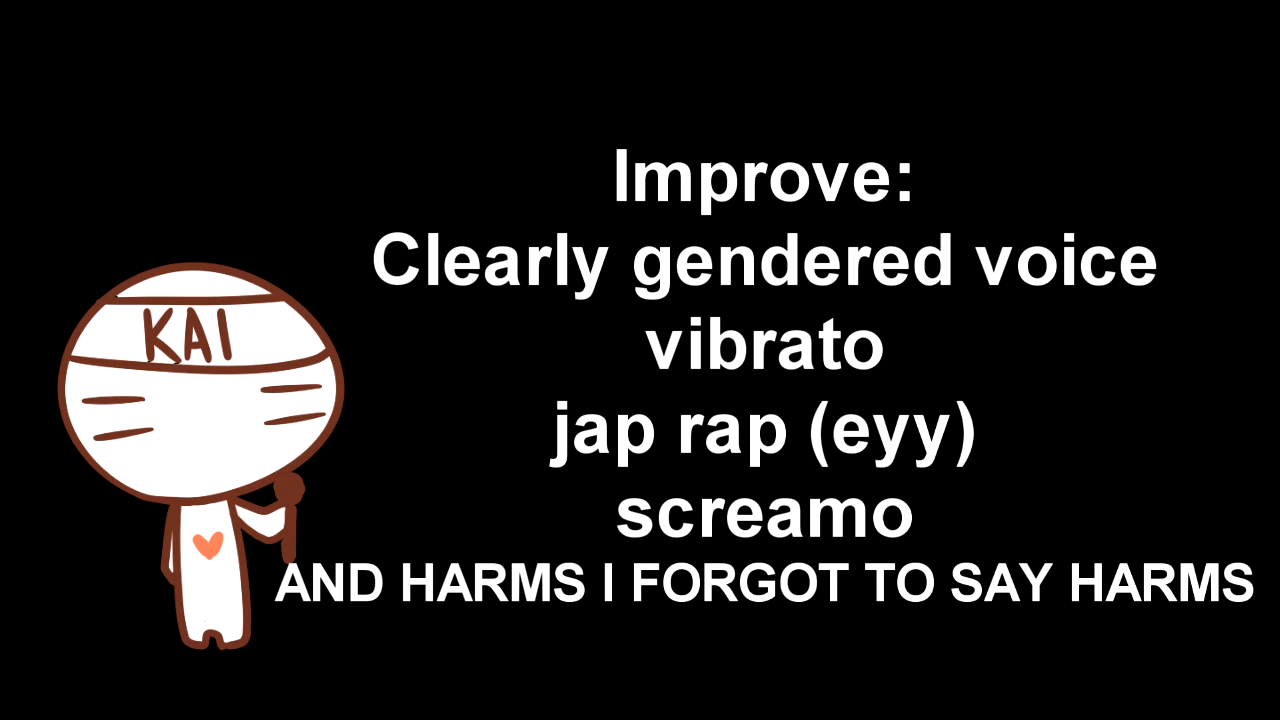 Improve:
Clearly gendered voice
KAI
vibrato
jap rap (eyy)
screamo
AND HARMS I FORGOT TO SAY HARMS